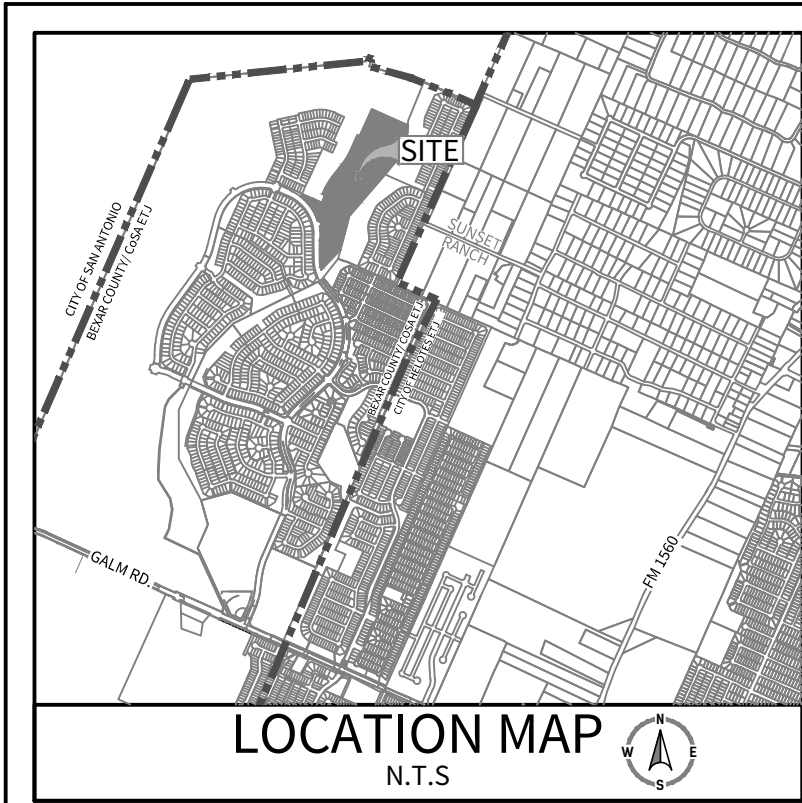 SITE
SUNSET
RANCH
CITY OF SAN ANTONIO
BEXAR COUNTY/ CoSA ETJ
BEXAR COUNTY/ CoSA ETJ
CITY OF HELOTES ETJ
GALM RD.
FM 1560
LOCATION MAP
N.T.S
N
W
E
S